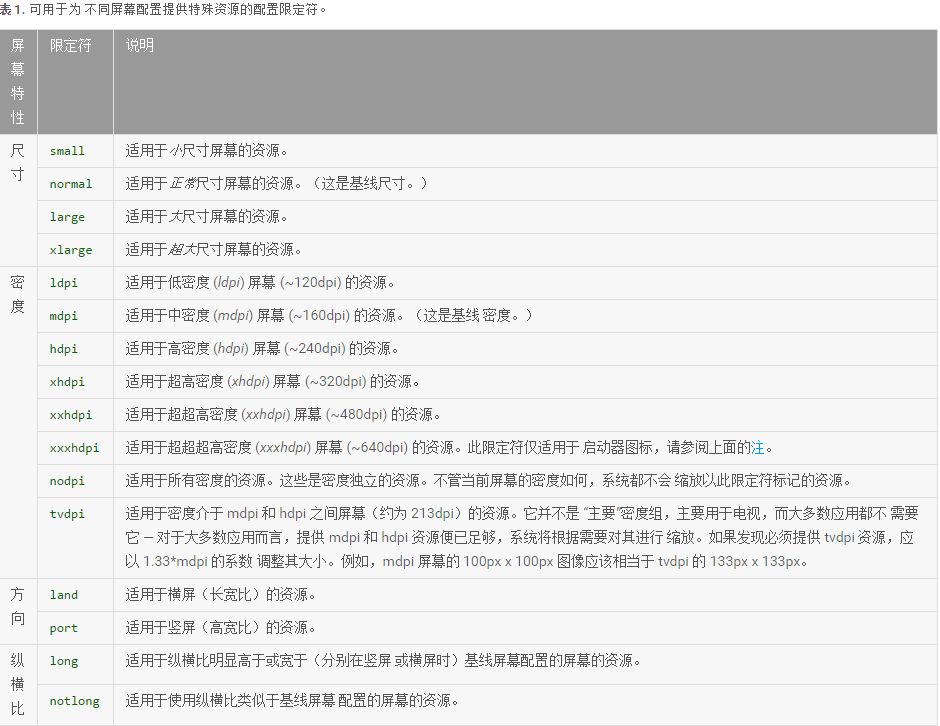 表 1. 可用于为 不同屏幕配置提供特殊资源的配置限定符。
屏幕特性 限定符 说明
尺寸 small 适用于小尺寸屏幕的资源。
normal 适用于正常尺寸屏幕的资源。（这是基线尺寸。）
large 适用于大尺寸屏幕的资源。
xlarge 适用于超大尺寸屏幕的资源。
密度 ldpi 适用于低密度 (ldpi) 屏幕 (~120dpi) 的资源。
mdpi 适用于中密度 (mdpi) 屏幕 (~160dpi) 的资源。（这是基线 密度。）
hdpi 适用于高密度 (hdpi) 屏幕 (~240dpi) 的资源。
xhdpi 适用于超高密度 (xhdpi) 屏幕 (~320dpi) 的资源。
xxhdpi 适用于超超高密度 (xxhdpi) 屏幕 (~480dpi) 的资源。
xxxhdpi 适用于超超超高密度 (xxxhdpi) 屏幕 (~640dpi) 的资源。此限定符仅适用于 启动器图标，请参阅上面的注。
nodpi 适用于所有密度的资源。这些是密度独立的资源。不管当前屏幕的密度如何，系统都不会 缩放以此限定符标记的资源。
tvdpi 适用于密度介于 mdpi 和 hdpi 之间屏幕（约为 213dpi）的资源。它并不是 “主要”密度组，主要用于电视，而大多数应用都不 需要
它 — 对于大多数应用而言，提供 mdpi 和 hdpi 资源便已足够，系统将根据需要对其进行 缩放。如果发现必须提供 tvdpi 资源，应
以 1.33*mdpi 的系数 调整其大小。例如，mdpi 屏幕的 100px x 100px 图像应该相当于 tvdpi 的 133px x 133px。
方向 land 适用于横屏（长宽比）的资源。
port 适用于竖屏（高宽比）的资源。
纵横比 long 适用于纵横比明显高于或宽于（分别在竖屏 或横屏时）基线屏幕配置的屏幕的资源。
notlong 适用于使用纵横比类似于基线屏幕 配置的屏幕的资源。